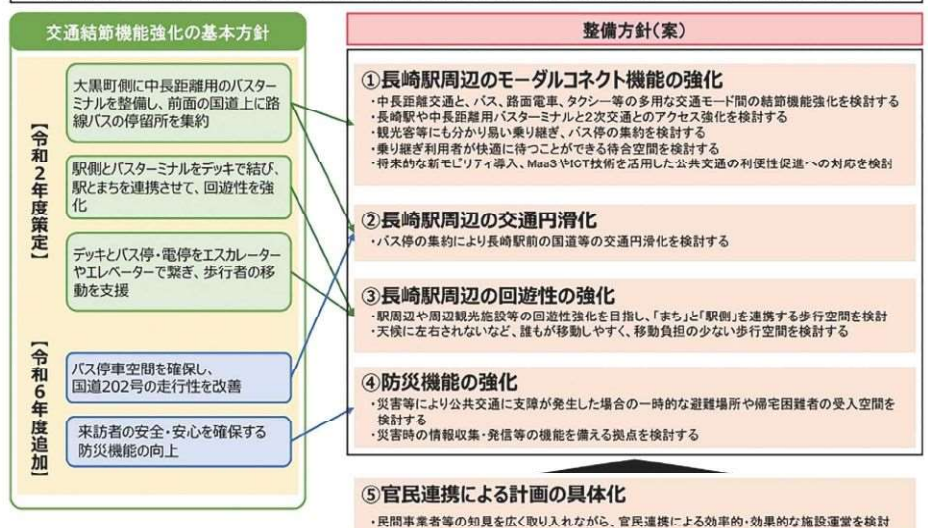 交通結節機能強化の基本方針
【令和2年度策定】
大黒町側に中長距離用のバスター
ミナルを整備し、前面の国道上に路
線バスの停留所を集約
駅側とバスターミナルをデッキで結び、
駅とまちを連携させて、回遊性を強
化
デッキとバス停・電停をエスカレーター
やエレベーターで繋ぎ、歩行者の移
動を支援
【令和6年度追加】
バス停車空間を確保し、
国道202号の走行性を改善
来訪者の安全・安心を確保する
防災機能の向上
整備方針(案)
①長崎駅周辺のモーダルコネクト機能の強化
・中長距離交通と、バス、路面電車、タクシー等の多用な交通モード間の結節機能強化を検討する
・長崎駅や中長距離用バスターミナルと2次交通とのアクセス強化を検討する
・観光客等にも分かり易い乗り継ぎ、バス停の集約を検討する
・乗り継ぎ利用者が快適に待つことができる待合空間を検討する
・将来的な新モビリティ導入、MaaSやICT技術を活用した公共交通の利便性促進への対応を検討
②長崎駅周辺の交通円滑化
・バス停の集約により長崎駅前の国道等の交通円滑化を検討する
③長崎駅周辺の回遊性の強化
・駅周辺や周辺観光施設等の回遊性強化を目指し、「まち」と「駅側」を連携する歩行空間を検討
・天候に左右されないなど、誰もが移動しやすく、移動負担の少ない歩行空間を検討する
④防災機能の強化
・災害等により公共交通に支障が発生した場合の一時的な避難場所や帰宅困難者の受入空間を
検討する
・災害時の情報収集・発信等の機能を備える拠点を検討する
⑤官民連携による計画の具体化
・民間事業者等の知見を広く取り入れながら、官民連携による効率的・効果的な施設運営を検討